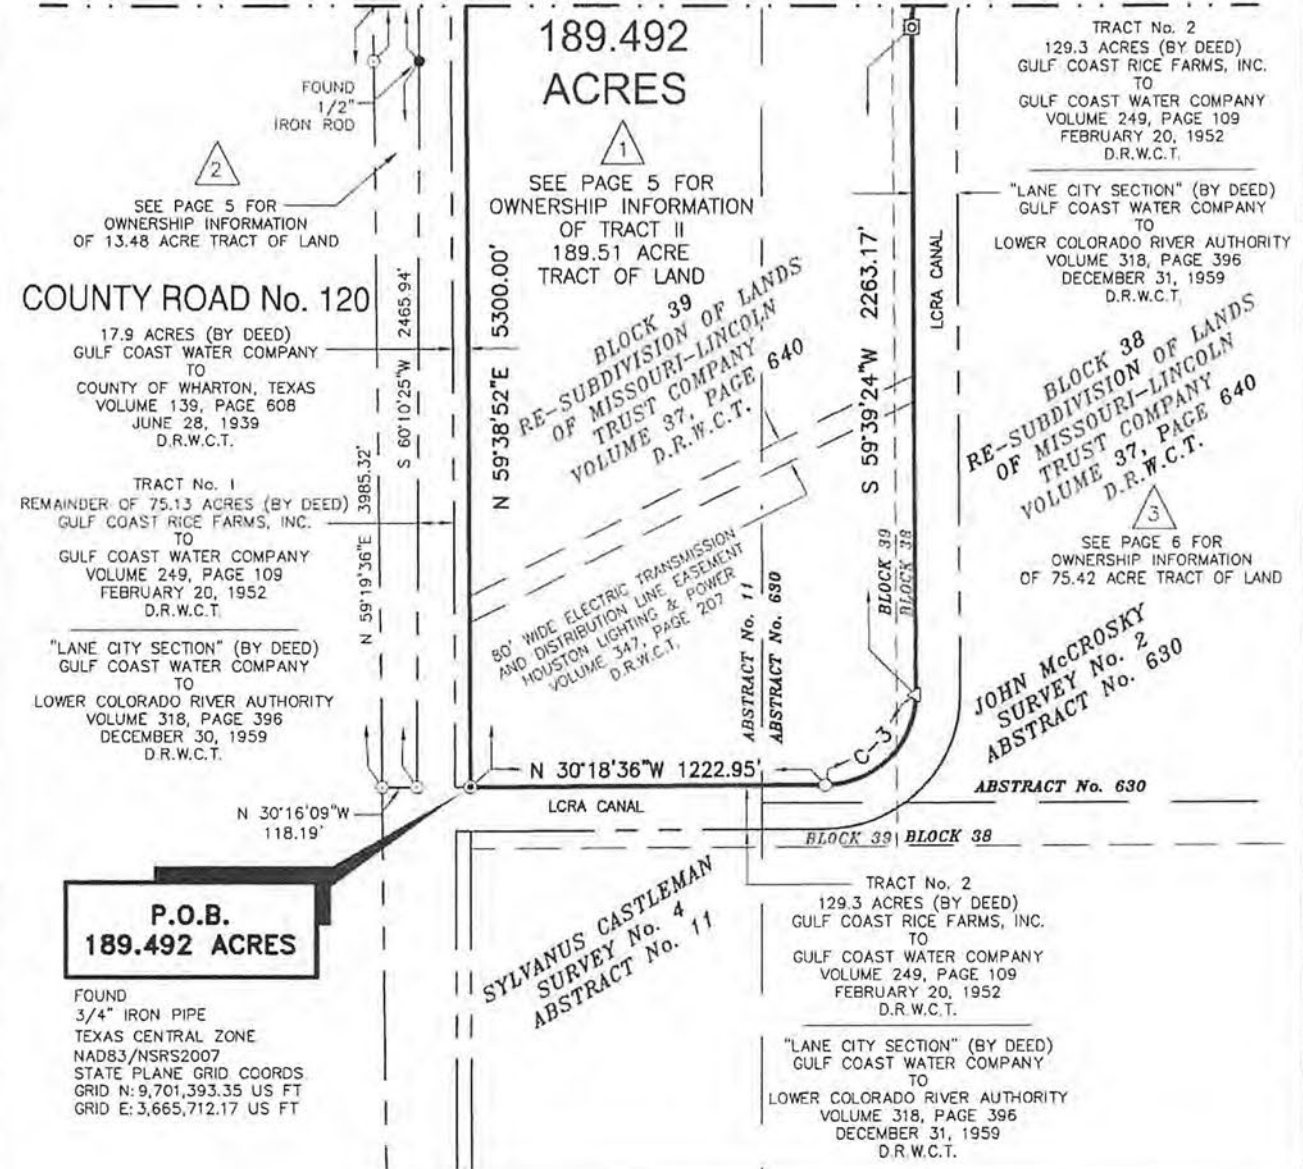 189.492
ACRES
1
SEE PAGE 5 FOR
OWNERSHIP INFORMATION
OF TRACT II
189.51 ACRE
TRACT OF LAND
FOUND
1/2"
IRON ROD
2
SEE PAGE 5 FOR
OWNERSHIP INFORMATION
OF 13.48 ACRE TRACT OF LAND
COUNTY ROAD No. 120
17.9 ACRES (BY DEED)
GULF COAST WATER COMPANY
TO
COUNTY OF WHARTON, TEXAS
VOLUME 139, PAGE 608
JUNE 28, 1939
D.R.W.C.T.
TRACT No. 1
REMAINDER OF 75.13 ACRES (BY DEED)
GULF COAST RICE FARMS, INC.
TO
GULF COAST WATER COMPANY
VOLUME 249, PAGE 109
FEBRUARY 20, 1952
D.R.W.C.T.
"LANE CITY SECTION" (BY DEED)
GULF COAST WATER COMPANY
TO
LOWER COLORADO RIVER AUTHORITY
VOLUME 318, PAGE 396
DECEMBER 30, 1959
D.R.W.C.T.
N 59°19'36"E 3985.32'
S 60°10'25"W 2465.94'
N 59°38'52"E 5300.00'
BLOCK 39
RE-SUBDIVISION OF LANDS
OF MISSOURI-LINCOLN
TRUST COMPANY
VOLUME 37, PAGE 640
D.R.W.C.T.
80' WIDE ELECTRIC TRANSMISSION
AND DISTRIBUTION LINE EASEMENT
HOUSTON LIGHTING & POWER
VOLUME 347, PAGE 207
D.R.W.C.T.
ABSTRACT No. 11
ABSTRACT No. 630
S 59°39'24"W 2263.17'
BLOCK 39
BLOCK 38
LCRA CANAL
TRACT No. 2
129.3 ACRES (BY DEED)
GULF COAST RICE FARMS, INC.
TO
GULF COAST WATER COMPANY
VOLUME 249, PAGE 109
FEBRUARY 20, 1952
D.R.W.C.T.
"LANE CITY SECTION" (BY DEED)
GULF COAST WATER COMPANY
TO
LOWER COLORADO RIVER AUTHORITY
VOLUME 318, PAGE 396
DECEMBER 31, 1959
D.R.W.C.T.
BLOCK 38
RE-SUBDIVISION OF LANDS
OF MISSOURI-LINCOLN
TRUST COMPANY
VOLUME 37, PAGE 640
D.R.W.C.T.
3
SEE PAGE 6 FOR
OWNERSHIP INFORMATION
OF 75.42 ACRE TRACT OF LAND
JOHN McCROSKY
SURVEY No. 2
ABSTRACT No. 630
C-3
N 30°18'36"W 1222.95'
LCRA CANAL
ABSTRACT No. 630
BLOCK 39 BLOCK 38
N 30°16'09"W
118.19'
P.O.B.
189.492 ACRES
FOUND
3/4" IRON PIPE
TEXAS CENTRAL ZONE
NAD83/NSRS2007
STATE PLANE GRID COORDS.
GRID N: 9,701,393.35 US FT
GRID E: 3,665,712.17 US FT
SYLVANUS CASTLEMAN
SURVEY No. 4
ABSTRACT No. 11
TRACT No. 2
129.3 ACRES (BY DEED)
GULF COAST RICE FARMS, INC.
TO
GULF COAST WATER COMPANY
VOLUME 249, PAGE 109
FEBRUARY 20, 1952
D.R.W.C.T.
"LANE CITY SECTION" (BY DEED)
GULF COAST WATER COMPANY
TO
LOWER COLORADO RIVER AUTHORITY
VOLUME 318, PAGE 396
DECEMBER 31, 1959
D.R.W.C.T.